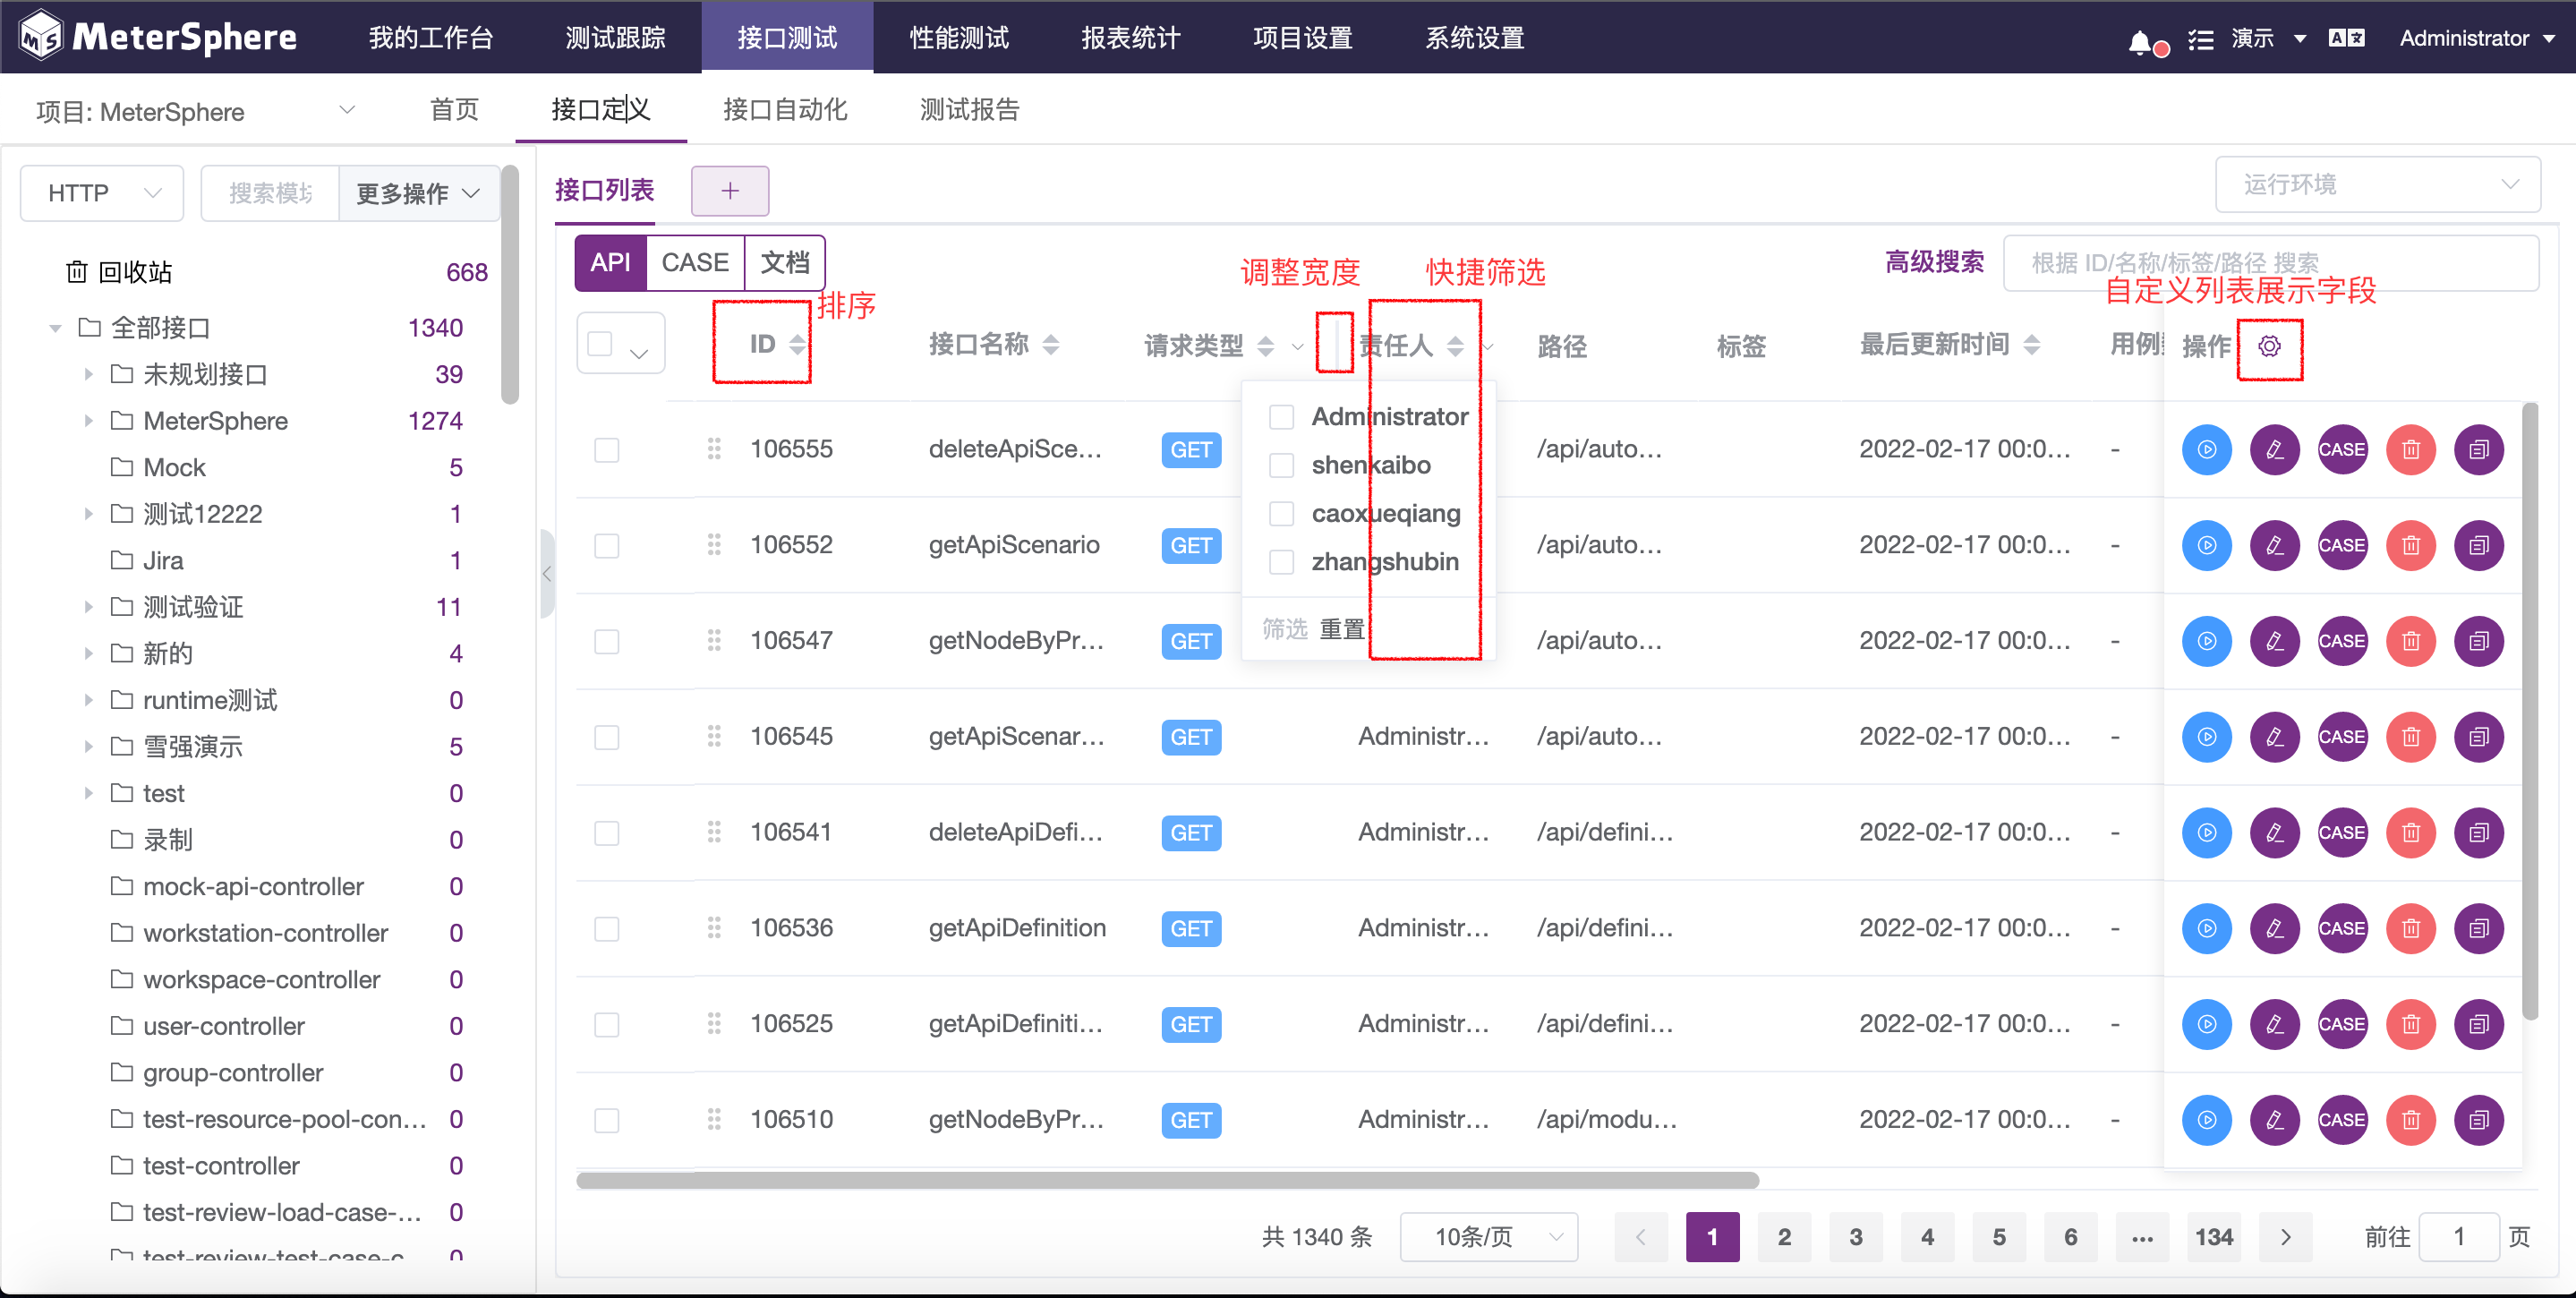 MeterSphere 我的工作台 测试跟踪 接口测试 性能测试 报表统计 项目设置 系统设置 演示 Administrator
项目: MeterSphere 首页 接口定义 接口自动化 测试报告
HTTP 搜索模块 更多操作
回收站 668
全部接口 1340
未规划接口 39
MeterSphere 1274
Mock 5
测试12222 1
Jira 1
测试验证 11
新的 4
runtime测试 0
雪强演示 5
test 0
录制 0
mock-api-controller 0
workstation-controller 0
workspace-controller 0
user-controller 0
group-controller 0
test-resource-pool-con... 0
test-controller 0
test-review-load-case-... 0
test-review-test-case-c 0
接口列表 + 运行环境
API CASE 文档 高级搜索 根据 ID/名称/标签/路径 搜索
排序 调整宽度 快捷筛选 自定义列表展示字段
ID 接口名称 请求类型 责任人 路径 标签 最后更新时间 用例 操作
Administrator
shenkaibo
caoxueqiang
zhangshubin
筛选 重置
106555 deleteApiSce... GET /api/auto... 2022-02-17 00:0... - CASE
106552 getApiScenario GET /api/auto... 2022-02-17 00:0... - CASE
106547 getNodeByPr... GET /api/auto... 2022-02-17 00:0... - CASE
106545 getApiScenar... GET Administr... /api/auto... 2022-02-17 00:0... - CASE
106541 deleteApiDefi... GET Administr... /api/defini... 2022-02-17 00:0... - CASE
106536 getApiDefinition GET Administr... /api/defini... 2022-02-17 00:0... - CASE
106525 getApiDefiniti... GET Administr... /api/defini... 2022-02-17 00:0... - CASE
106510 getNodeByPr... GET Administr... /api/modu... 2022-02-17 00:0... - CASE
共 1340 条 10条/页 1 2 3 4 5 6 ... 134 前往 1 页